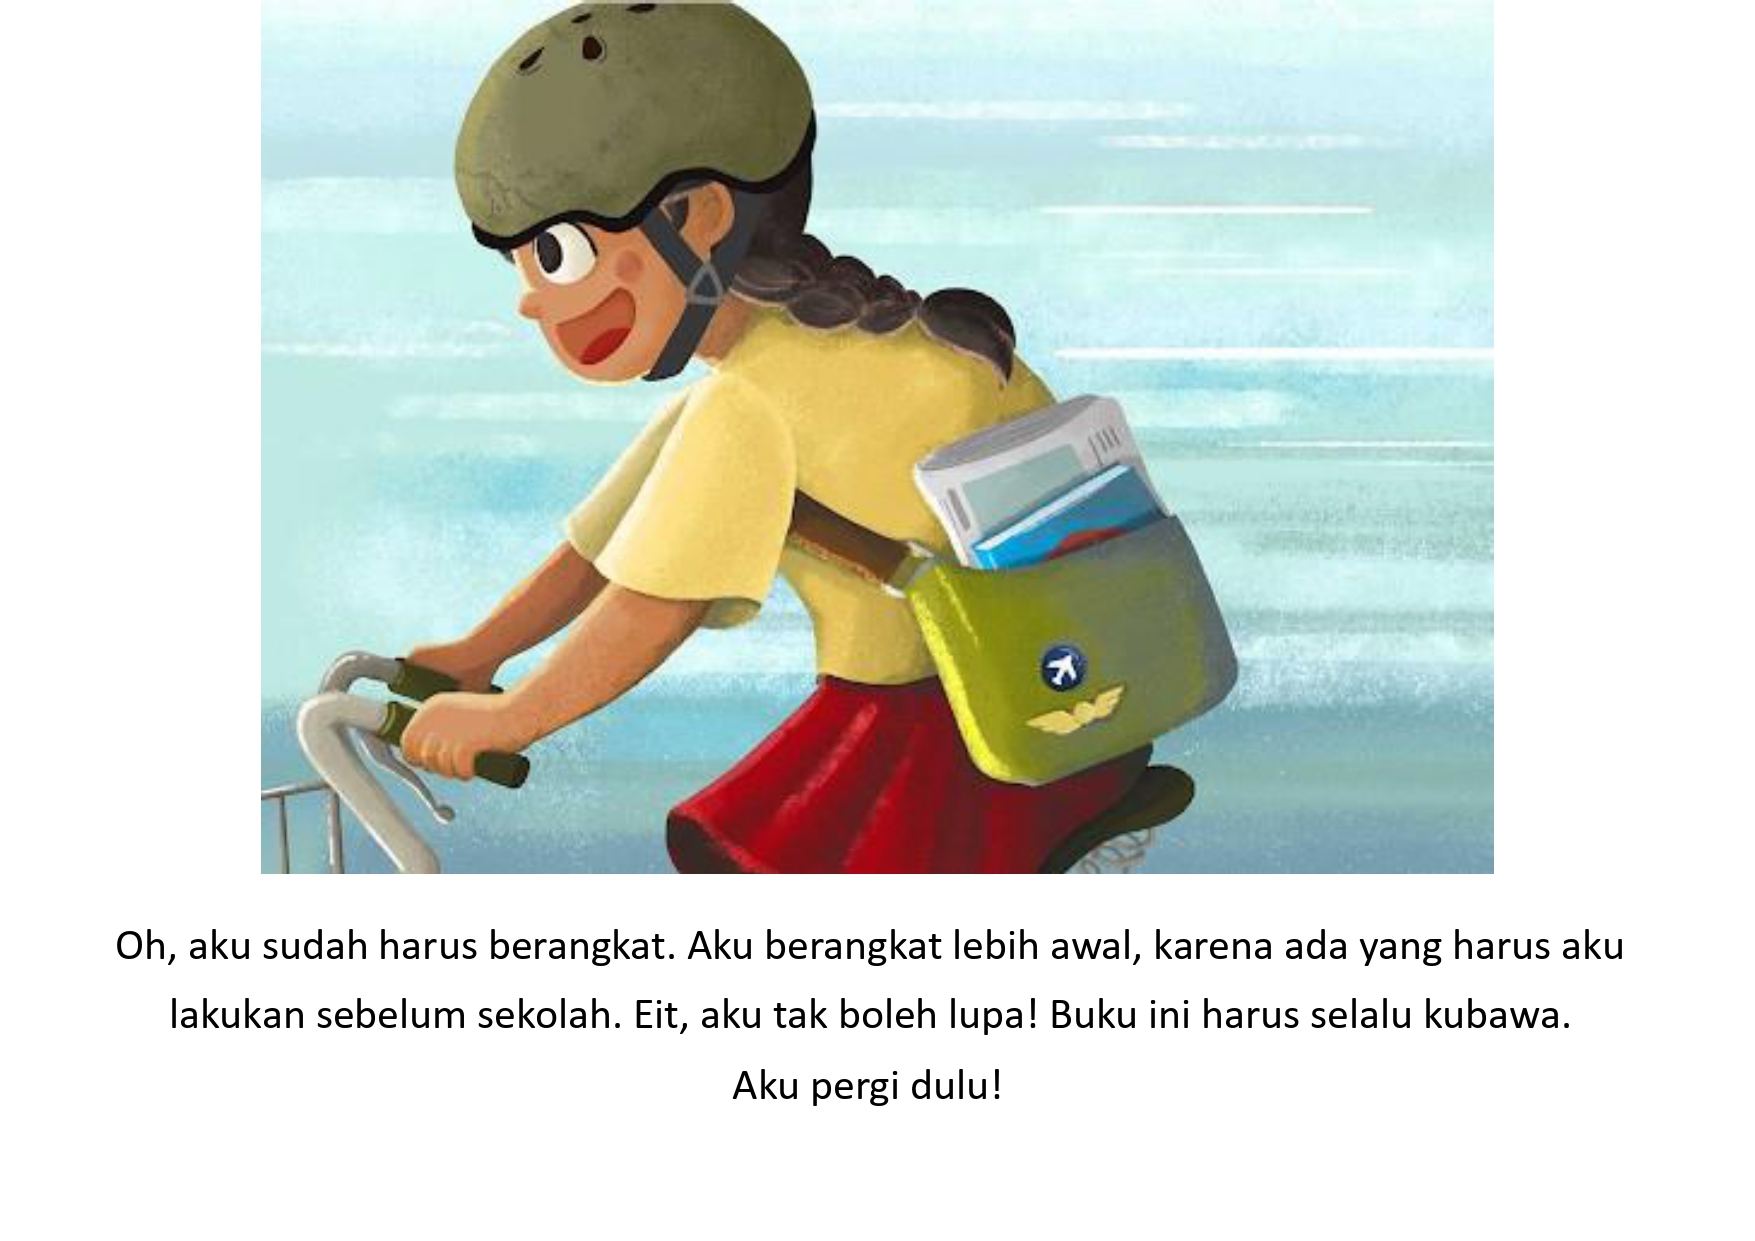 Oh, aku sudah harus berangkat. Aku berangkat lebih awal, karena ada yang harus aku
lakukan sebelum sekolah. Eit, aku tak boleh lupa! Buku ini harus selalu kubawa.
Aku pergi dulu!